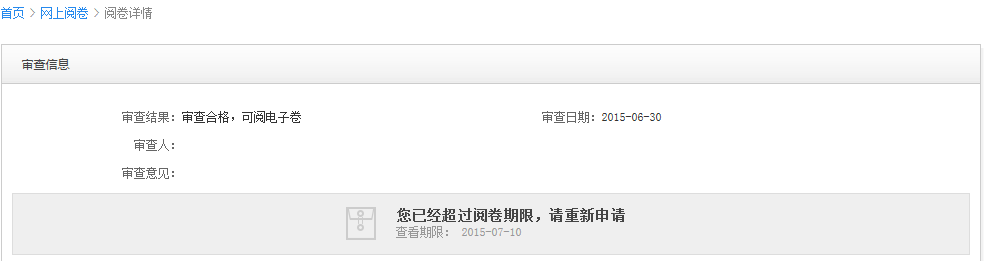 首页 > 网上阅卷 > 阅卷详情
审查信息
审查结果：审查合格，可阅电子卷 审查日期：2015-06-30
审查人：
审查意见：
您已经超过阅卷期限，请重新申请
查看期限： 2015-07-10